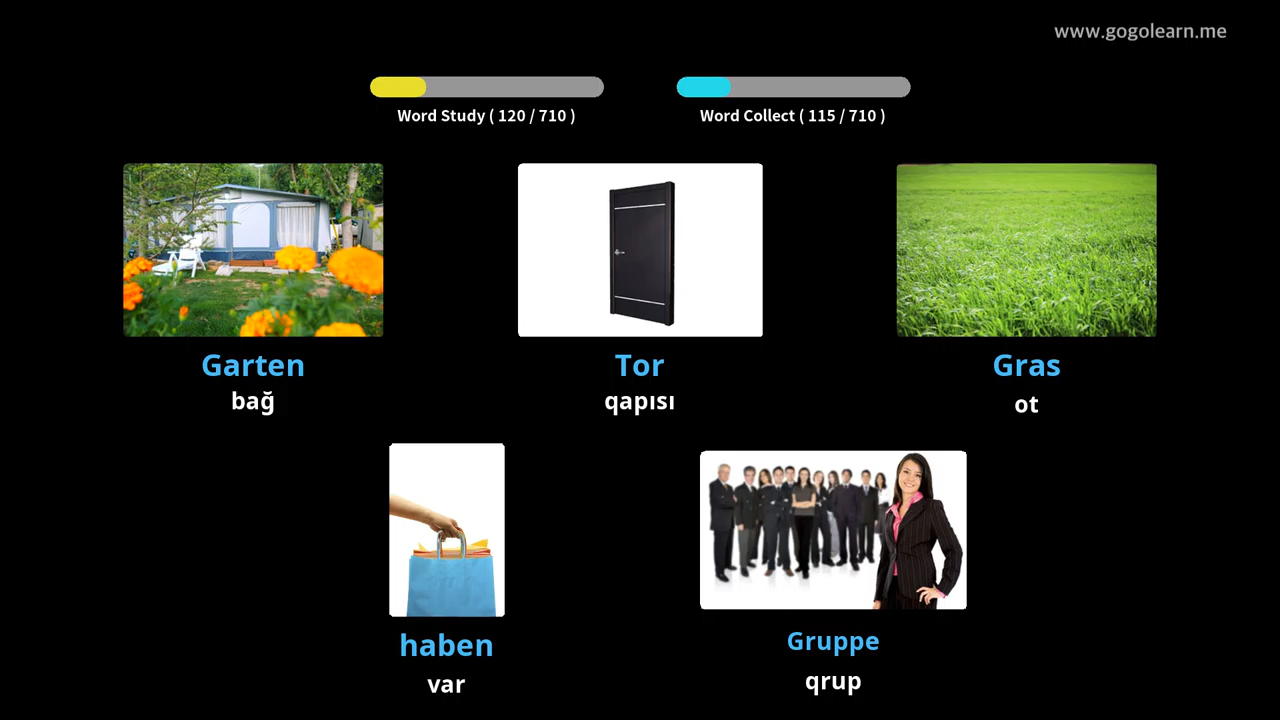 www.gogolearn.me
Word Study ( 120 / 710 )
Word Collect ( 115 / 710 )
Garten
bağ
Tor
qapısı
Gras
ot
haben
var
Gruppe
qrup